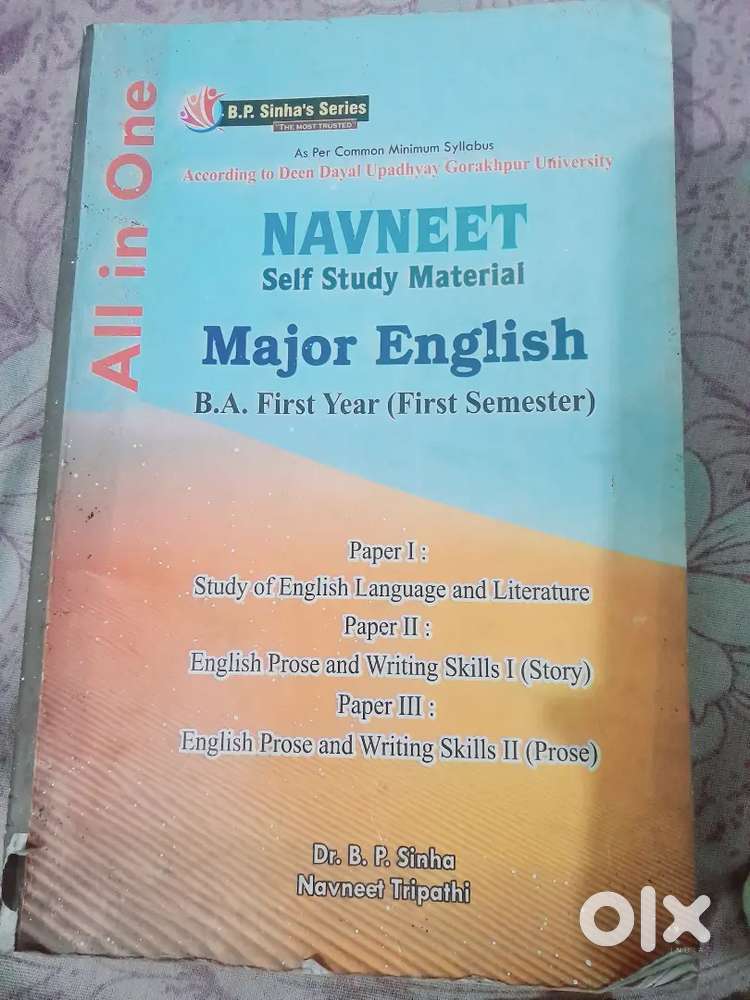 All in One
B.P. Sinha's Series
"THE MOST TRUSTED"
As Per Common Minimum Syllabus
According to Deen Dayal Upadhyay Gorakhpur University
NAVNEET
Self Study Material
Major English
B.A. First Year (First Semester)
Paper I :
Study of English Language and Literature
Paper II :
English Prose and Writing Skills I (Story)
Paper III :
English Prose and Writing Skills II (Prose)
Dr. B. P. Sinha
Navneet Tripathi
olx
INDIA